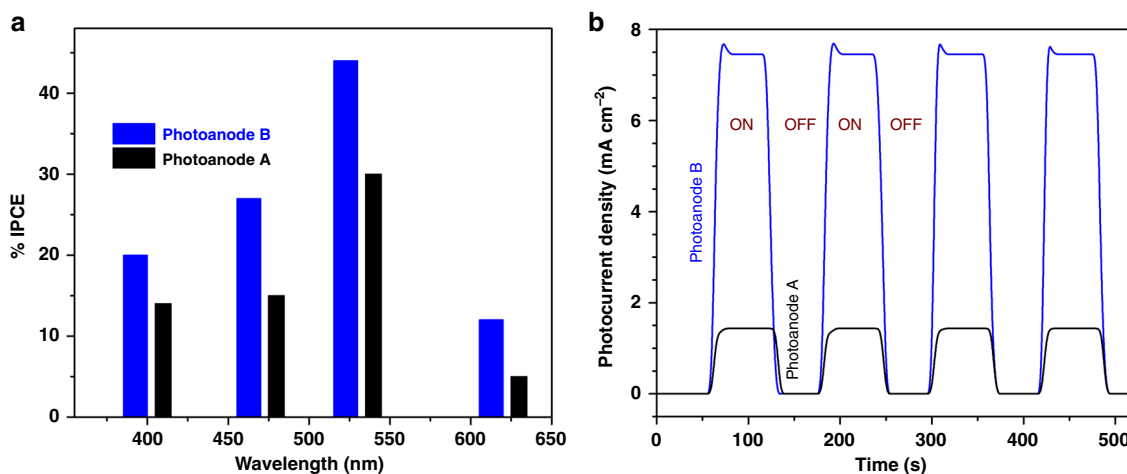 a
% IPCE
40
30
20
10
0
Photoanode B
Photoanode A
400
450
500
550
600
650
Wavelength (nm)
b
Photocurrent density (mA cm⁻²)
8
6
4
2
0
ON
OFF
ON
OFF
Photoanode B
Photoanode A
0
100
200
300
400
500
Time (s)